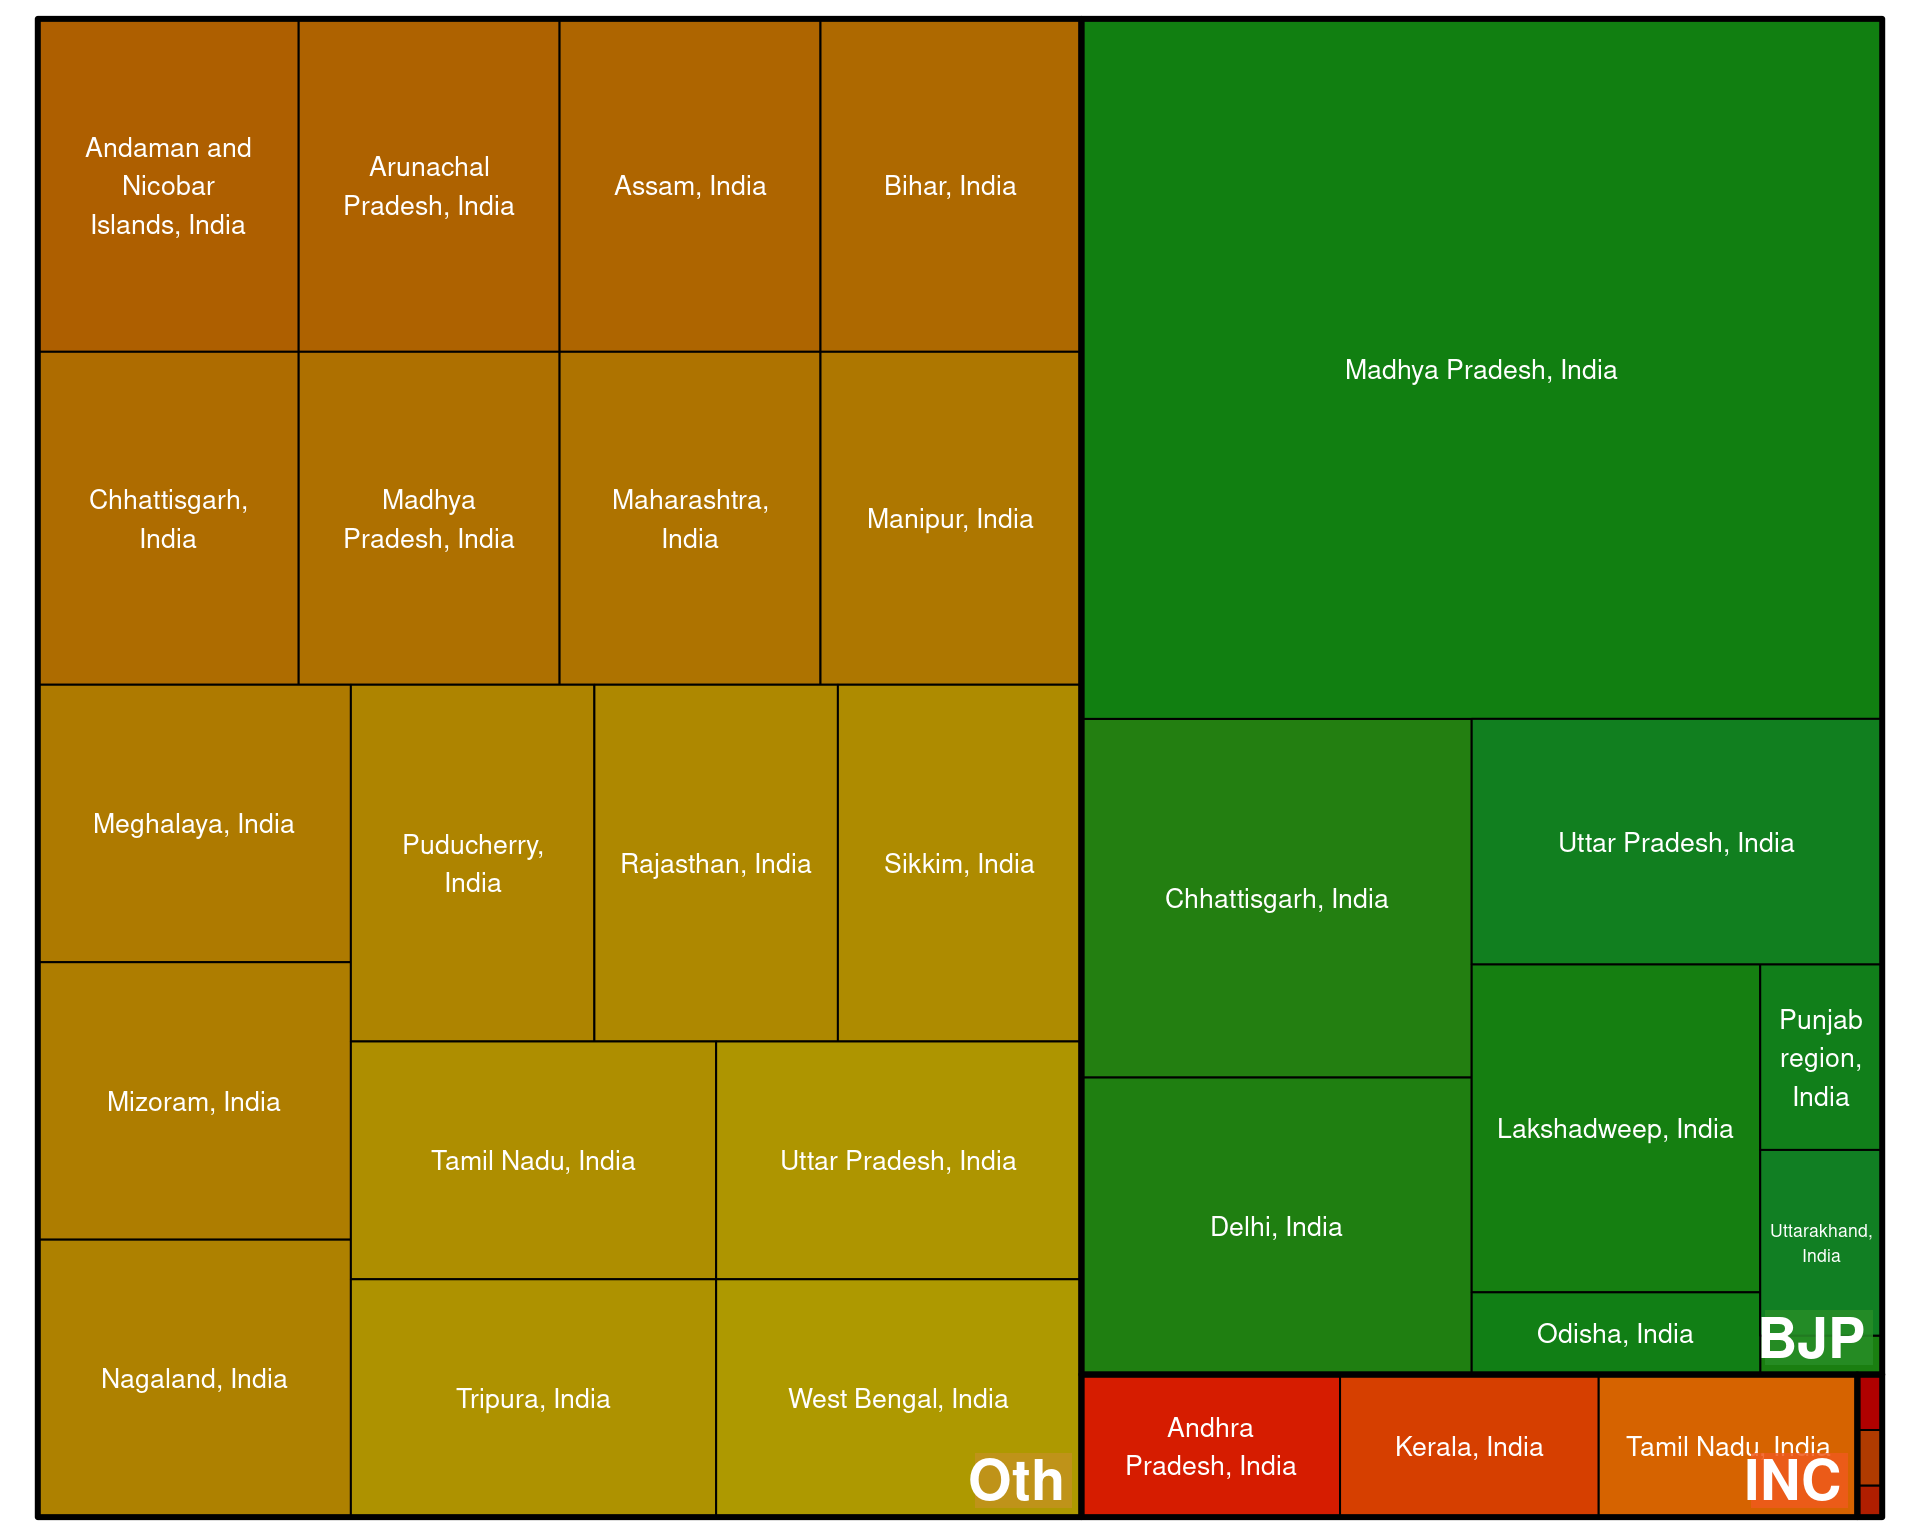 Andaman and
Nicobar
Islands, India
Arunachal
Pradesh, India
Assam, India
Bihar, India
Chhattisgarh,
India
Madhya
Pradesh, India
Maharashtra,
India
Manipur, India
Meghalaya, India
Mizoram, India
Nagaland, India
Puducherry,
India
Rajasthan, India
Sikkim, India
Tamil Nadu, India
Uttar Pradesh, India
Tripura, India
West Bengal, India
Oth
Madhya Pradesh, India
Chhattisgarh, India
Delhi, India
Uttar Pradesh, India
Lakshadweep, India
Punjab
region,
India
Uttarakhand,
India
Odisha, India
BJP
Andhra
Pradesh, India
Kerala, India
Tamil Nadu, India
INC